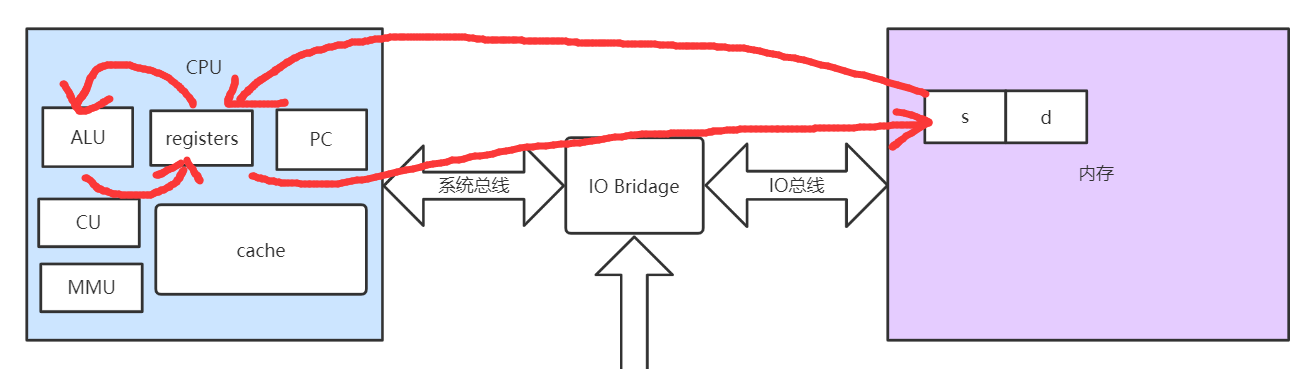 CPU
ALU
registers
PC
CU
cache
MMU
系统总线
IO Bridage
IO总线
s
d
内存